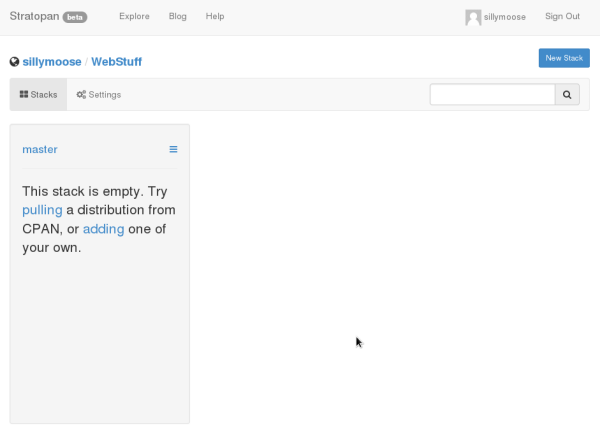 Stratopan beta Explore Blog Help sillymoose Sign Out
sillymoose / WebStuff New Stack
Stacks Settings
master
This stack is empty. Try
pulling a distribution from
CPAN, or adding one of
your own.